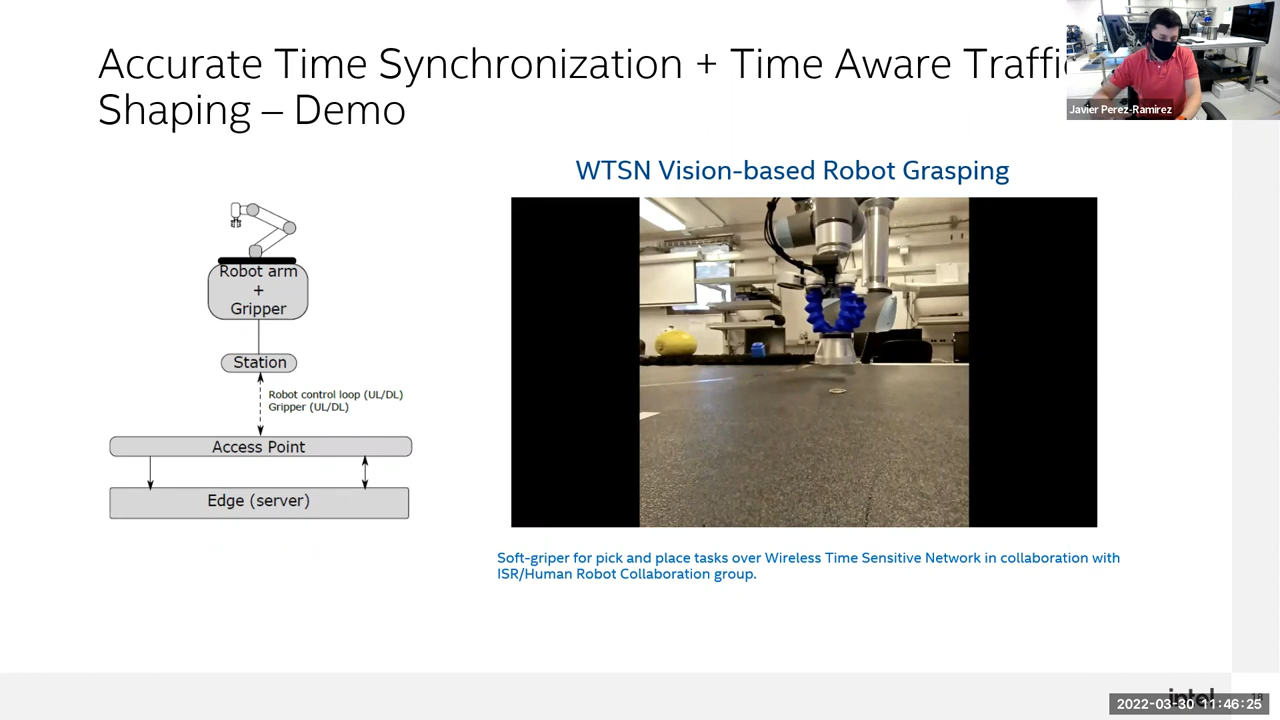 Accurate Time Synchronization + Time Aware Traffic
Shaping – Demo
Javier Perez-Ramirez
WTSN Vision-based Robot Grasping
Robot arm
+
Gripper
Station
Robot control loop (UL/DL)
Gripper (UL/DL)
Access Point
Edge (server)
Soft-griper for pick and place tasks over Wireless Time Sensitive Network in collaboration with
ISR/Human Robot Collaboration group.
intel
2022-03-30 11:46:25